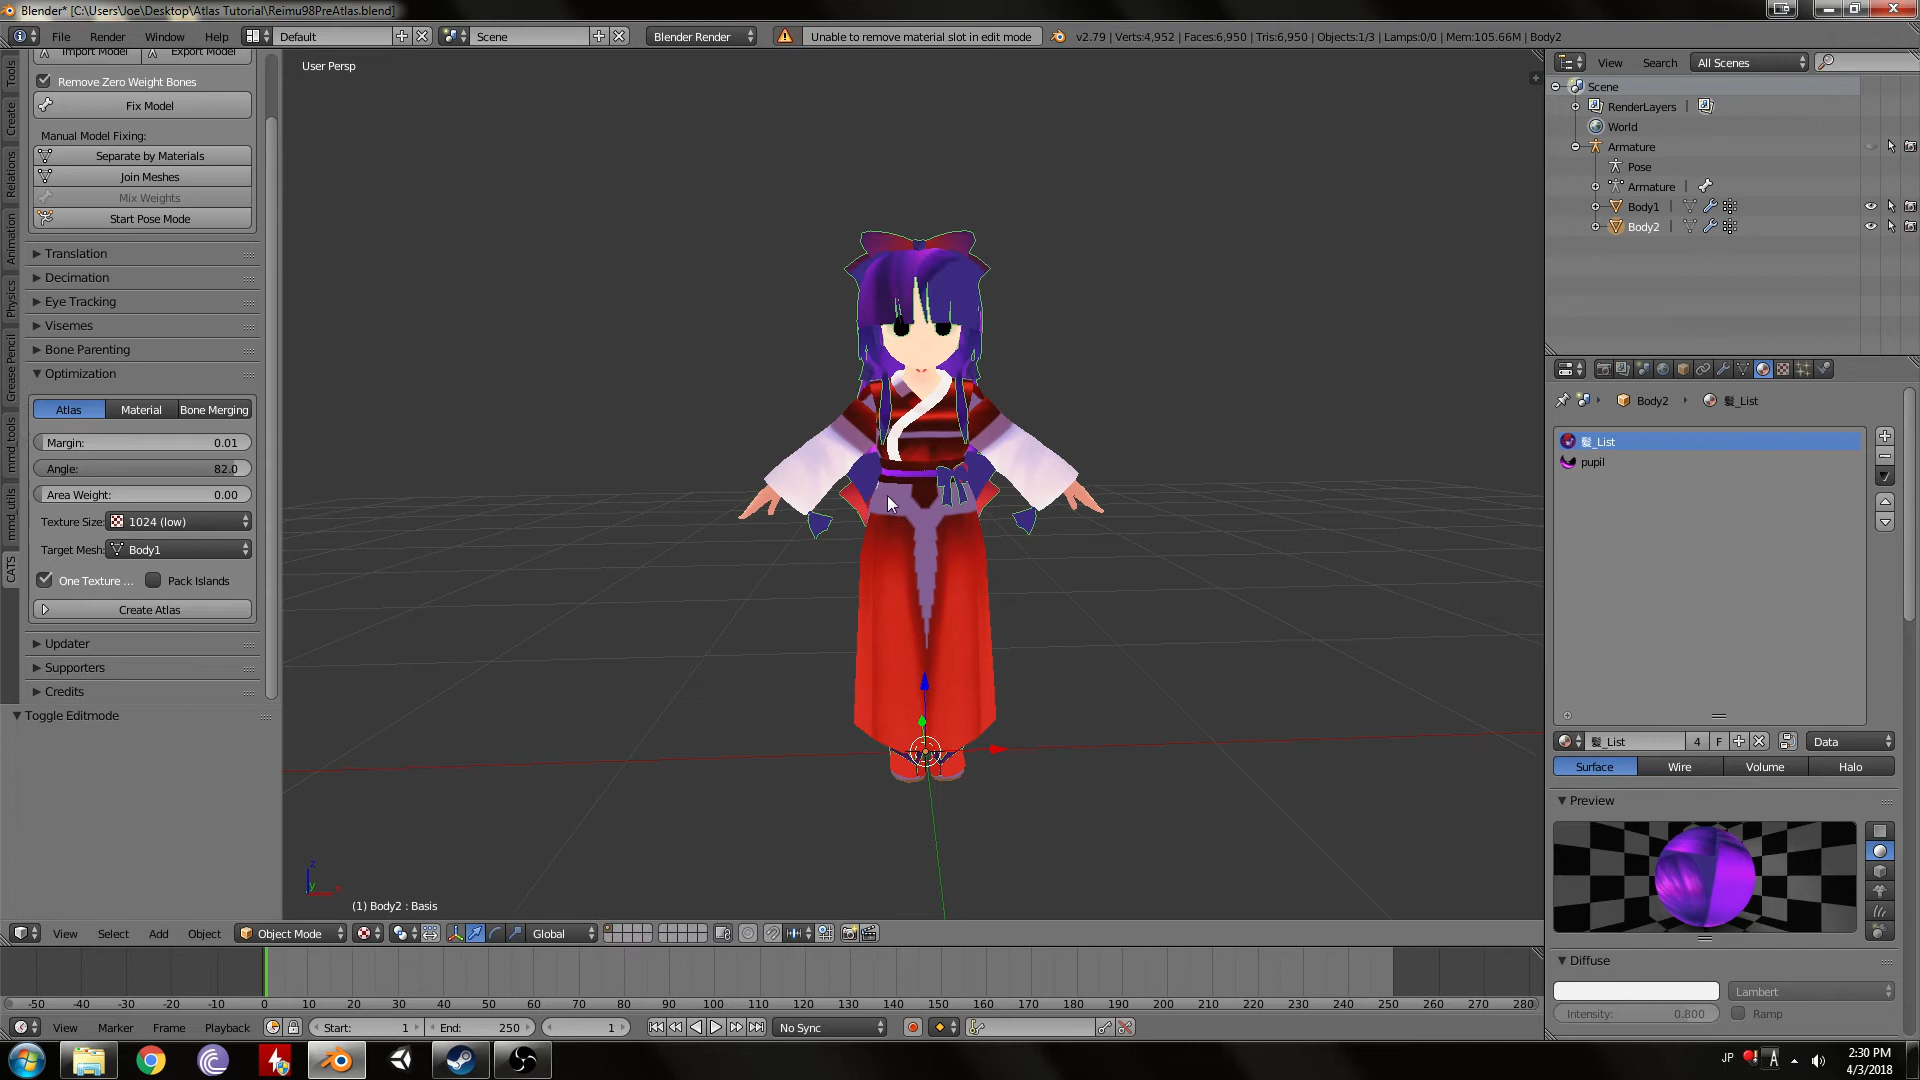 Blender* [C:\Users\Joe\Desktop\Atlas Tutorial\Reimu98PreAtlas.blend]
File Render Window Help Default Scene Blender Render Unable to remove material slot in edit mode v2.79 | Verts:4,952 | Faces:6,950 | Tris:6,950 | Objects:1/3 | Lamps:0/0 | Mem:105.66M | Body2
Import Model Export Model
Remove Zero Weight Bones
Fix Model
Manual Model Fixing:
Separate by Materials
Join Meshes
Mix Weights
Start Pose Mode
Translation
Decimation
Eye Tracking
Visemes
Bone Parenting
Optimization
Atlas Material Bone Merging
Margin: 0.01
Angle: 82.0
Area Weight: 0.00
Texture Size: 1024 (low)
Target Mesh: Body1
One Texture ... Pack Islands
Create Atlas
Updater
Supporters
Credits
Toggle Editmode
Tools
Create
Relations
Animation
Physics
Grease Pencil
mmd_tools
mmd_utils
CATS
User Persp
z
y
x
(1) Body2 : Basis
View Select Add Object Object Mode Global
View Search All Scenes
Scene
RenderLayers |
World
Armature
Pose
Armature |
Body1 |
Body2 |
Body2 髪_List
髪_List
pupil
髪_List 4 F Data
Surface Wire Volume Halo
Preview
Diffuse
Lambert
Intensity: 0.800 Ramp
-50 -40 -30 -20 -10 0 10 20 30 40 50 60 70 80 90 100 110 120 130 140 150 160 170 180 190 200 210 220 230 240 250 260 270 280
View Marker Frame Playback Start: 1 End: 250 1 No Sync
JP A 2:30 PM
4/3/2018